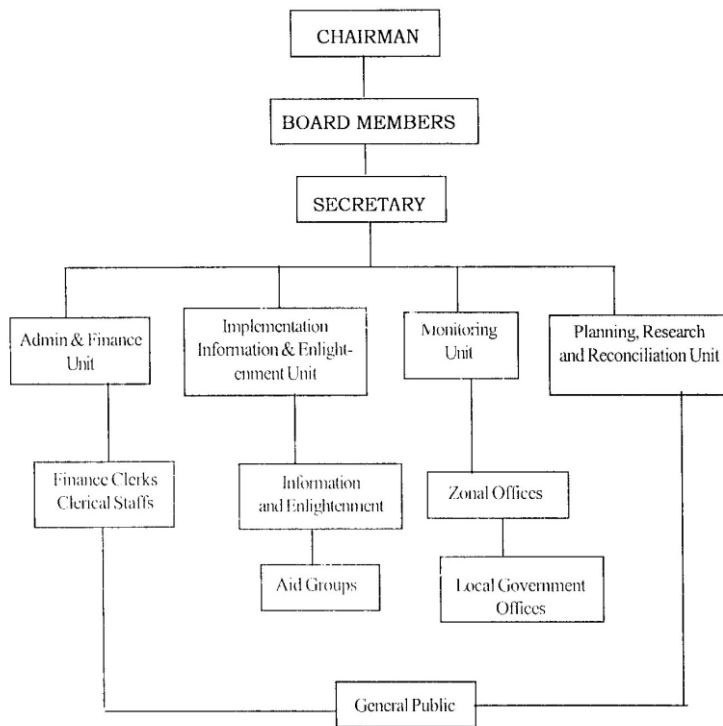 CHAIRMAN
BOARD MEMBERS
SECRETARY
Admin & Finance
Unit
Implementation
Information & Enlight-
enment Unit
Monitoring
Unit
Planning, Research
and Reconciliation Unit
Finance Clerks
Clerical Staffs
Information
and Enlightenment
Zonal Offices
Aid Groups
Local Government
Offices
General Public